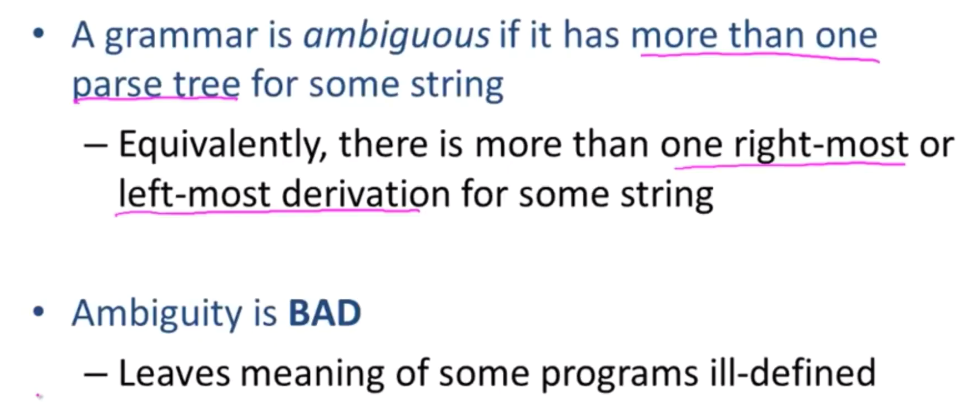 • A grammar is ambiguous if it has more than one
parse tree for some string
– Equivalently, there is more than one right-most or
left-most derivation for some string
• Ambiguity is BAD
– Leaves meaning of some programs ill-defined